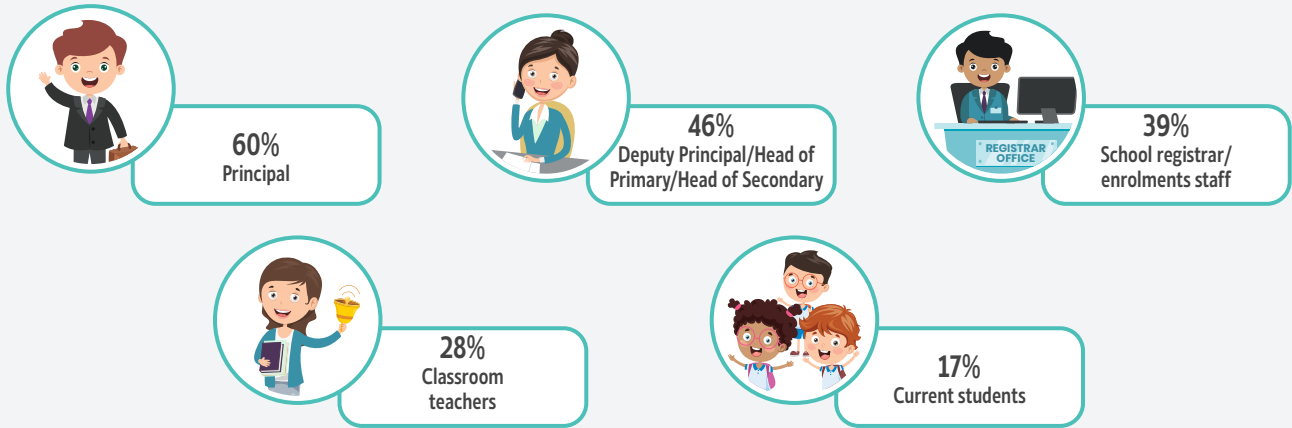 60%
Principal
46%
Deputy Principal/Head of
Primary/Head of Secondary
REGISTRAR
OFFICE
39%
School registrar/
enrolments staff
28%
Classroom
teachers
17%
Current students